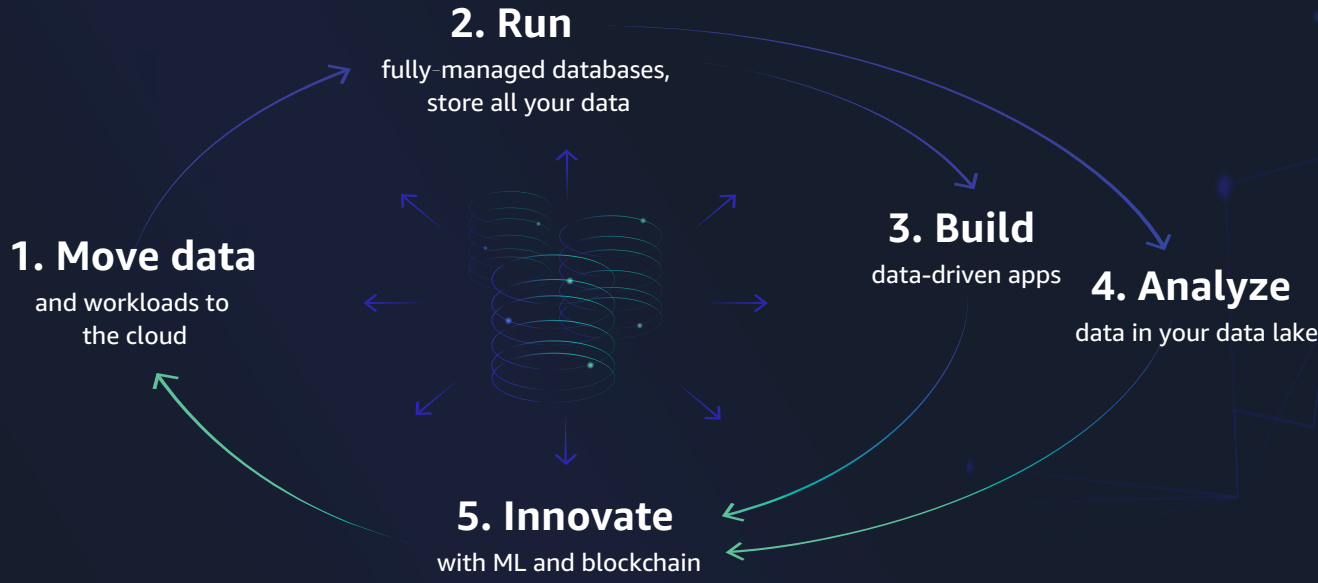 1. Move data
and workloads to
the cloud
2. Run
fully-managed databases,
store all your data
3. Build
data-driven apps
4. Analyze
data in your data lake
5. Innovate
with ML and blockchain